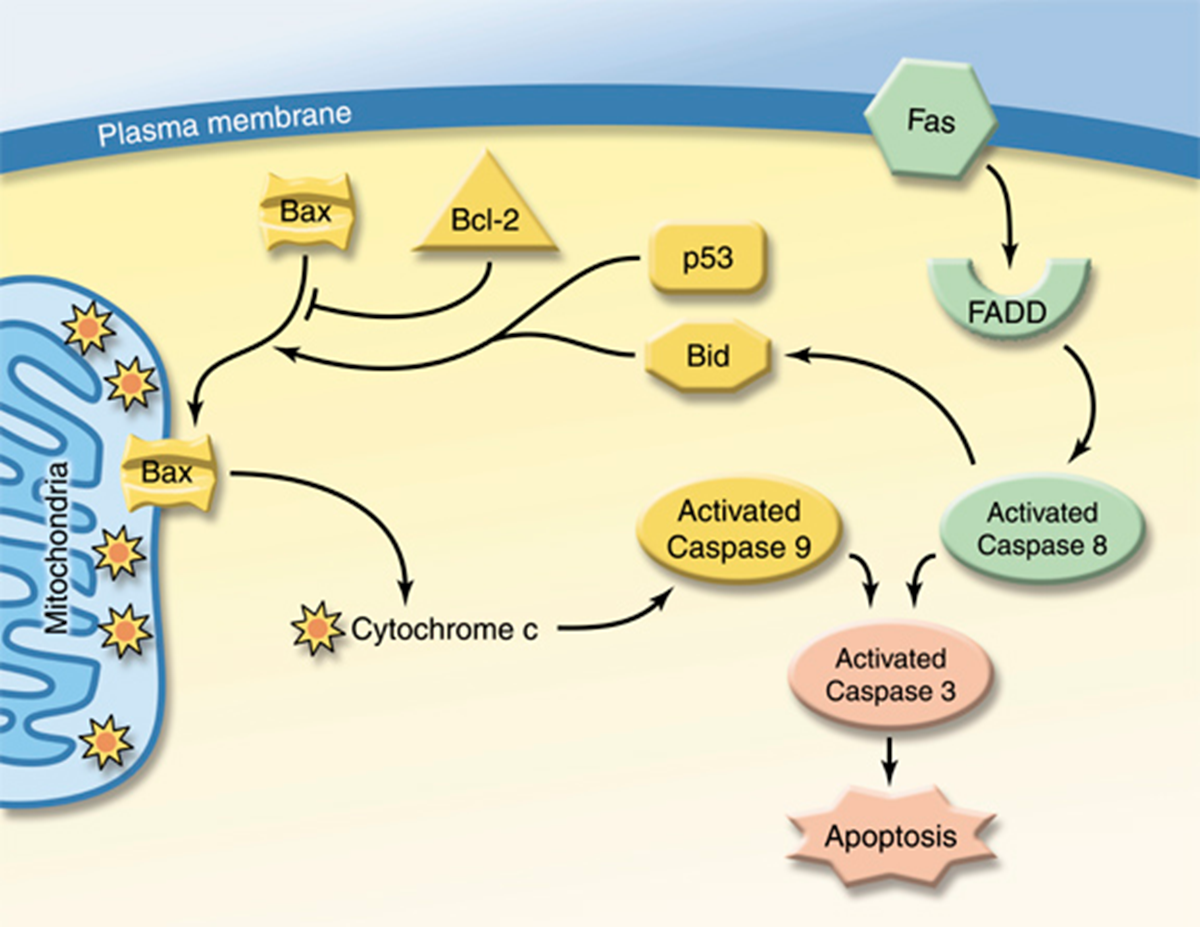 Plasma membrane
Fas
Bax
Bcl-2
p53
FADD
Bid
Mitochondria
Bax
Activated
Caspase 9
Activated
Caspase 8
Cytochrome c
Activated
Caspase 3
Apoptosis